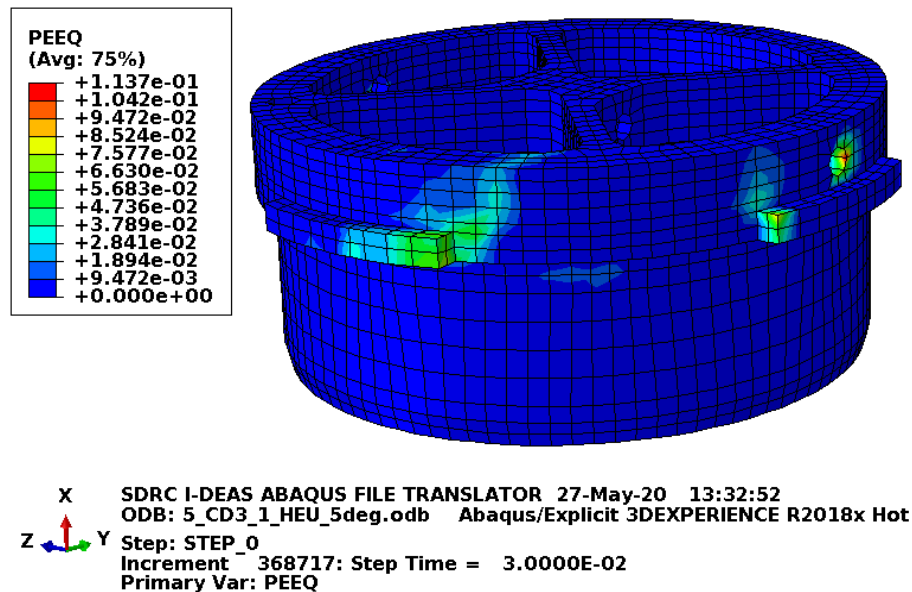 PEEQ
(Avg: 75%)
+1.137e-01
+1.042e-01
+9.472e-02
+8.524e-02
+7.577e-02
+6.630e-02
+5.683e-02
+4.736e-02
+3.789e-02
+2.841e-02
+1.894e-02
+9.472e-03
+0.000e+00
X
Z
Y
SDRC I-DEAS ABAQUS FILE TRANSLATOR 27-May-20 13:32:52
ODB: 5_CD3_1_HEU_5deg.odb Abaqus/Explicit 3DEXPERIENCE R2018x Hot
Step: STEP_0
Increment 368717: Step Time = 3.0000E-02
Primary Var: PEEQ